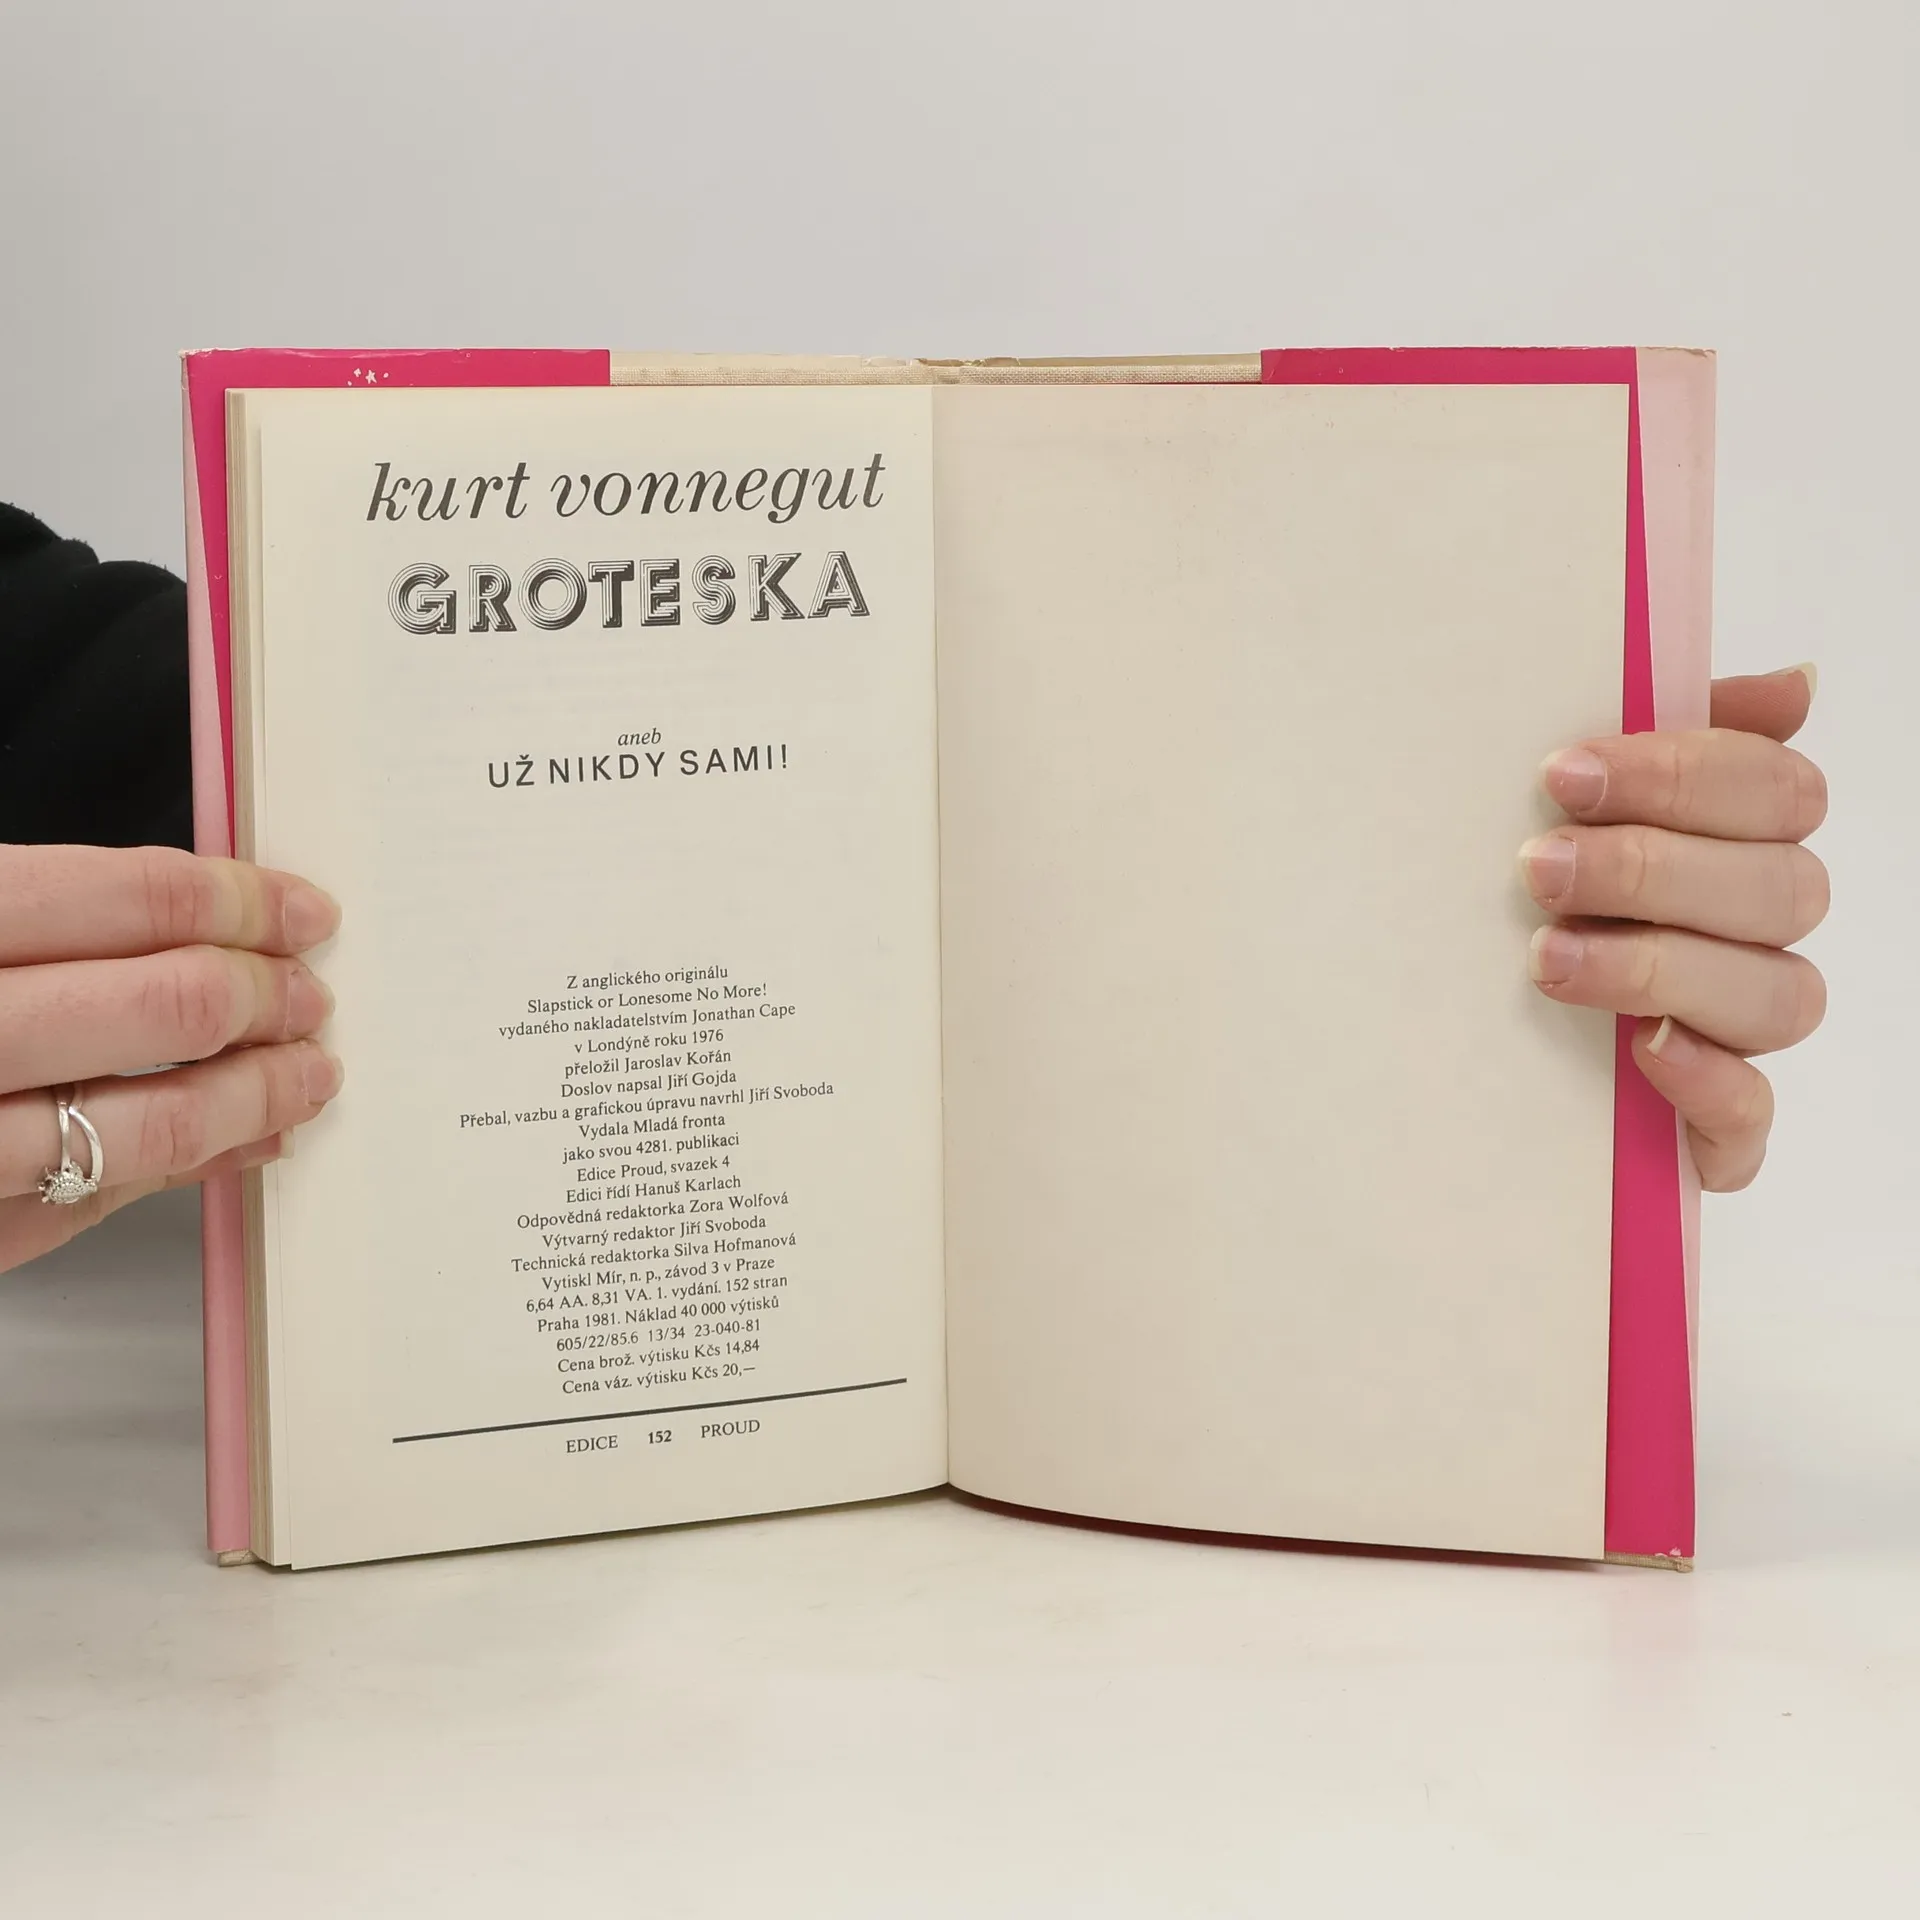 kurt vonnegut
GROTESKA
aneb
UŽ NIKDY SAMI!
Z anglického originálu
Slapstick or Lonesome No More!
vydaného nakladatelstvím Jonathan Cape
v Londýně roku 1976
přeložil Jaroslav Kořán
Doslov napsal Jiří Gojda
Přebal, vazbu a grafickou úpravu navrhl Jiří Svoboda
Vydala Mladá fronta
jako svou 4281. publikaci
Edice Proud, svazek 4
Edici řídí Hanuš Karlach
Odpovědná redaktorka Zora Wolfová
Výtvarný redaktor Jiří Svoboda
Technická redaktorka Silva Hofmanová
Vytiskl Mír, n. p., závod 3 v Praze
6,64 AA. 8,31 VA. 1. vydání. 152 stran
Praha 1981. Náklad 40 000 výtisků
605/22/85.6 13/34 23-040-81
Cena brož. výtisku Kčs 14,84
Cena váz. výtisku Kčs 20,—
EDICE 152 PROUD